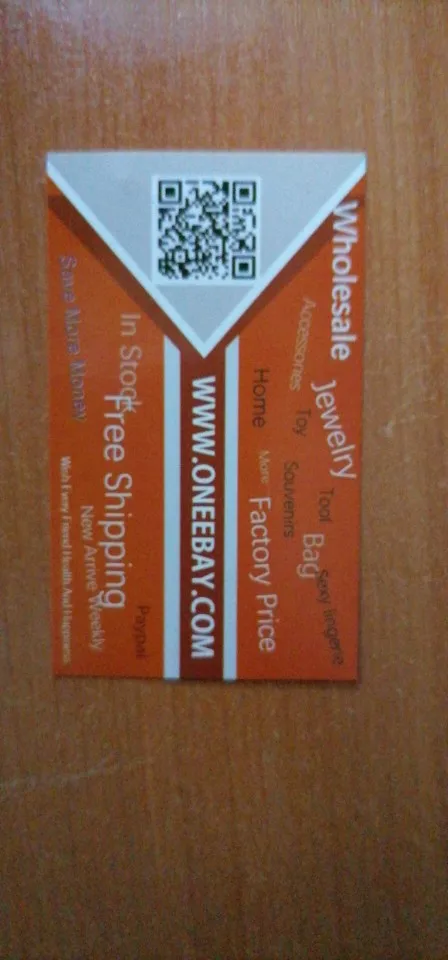 Wholesale
Jewelry
Accessories
Toy
Tool
Bag
Sexy lingerie
Home
Souvenirs
More
Factory Price
WWW.ONEEBAY.COM
In Stock
Free Shipping
Paypal
Save More Money
New Arrive Weekly
Wish Every Friend Health And Happiness